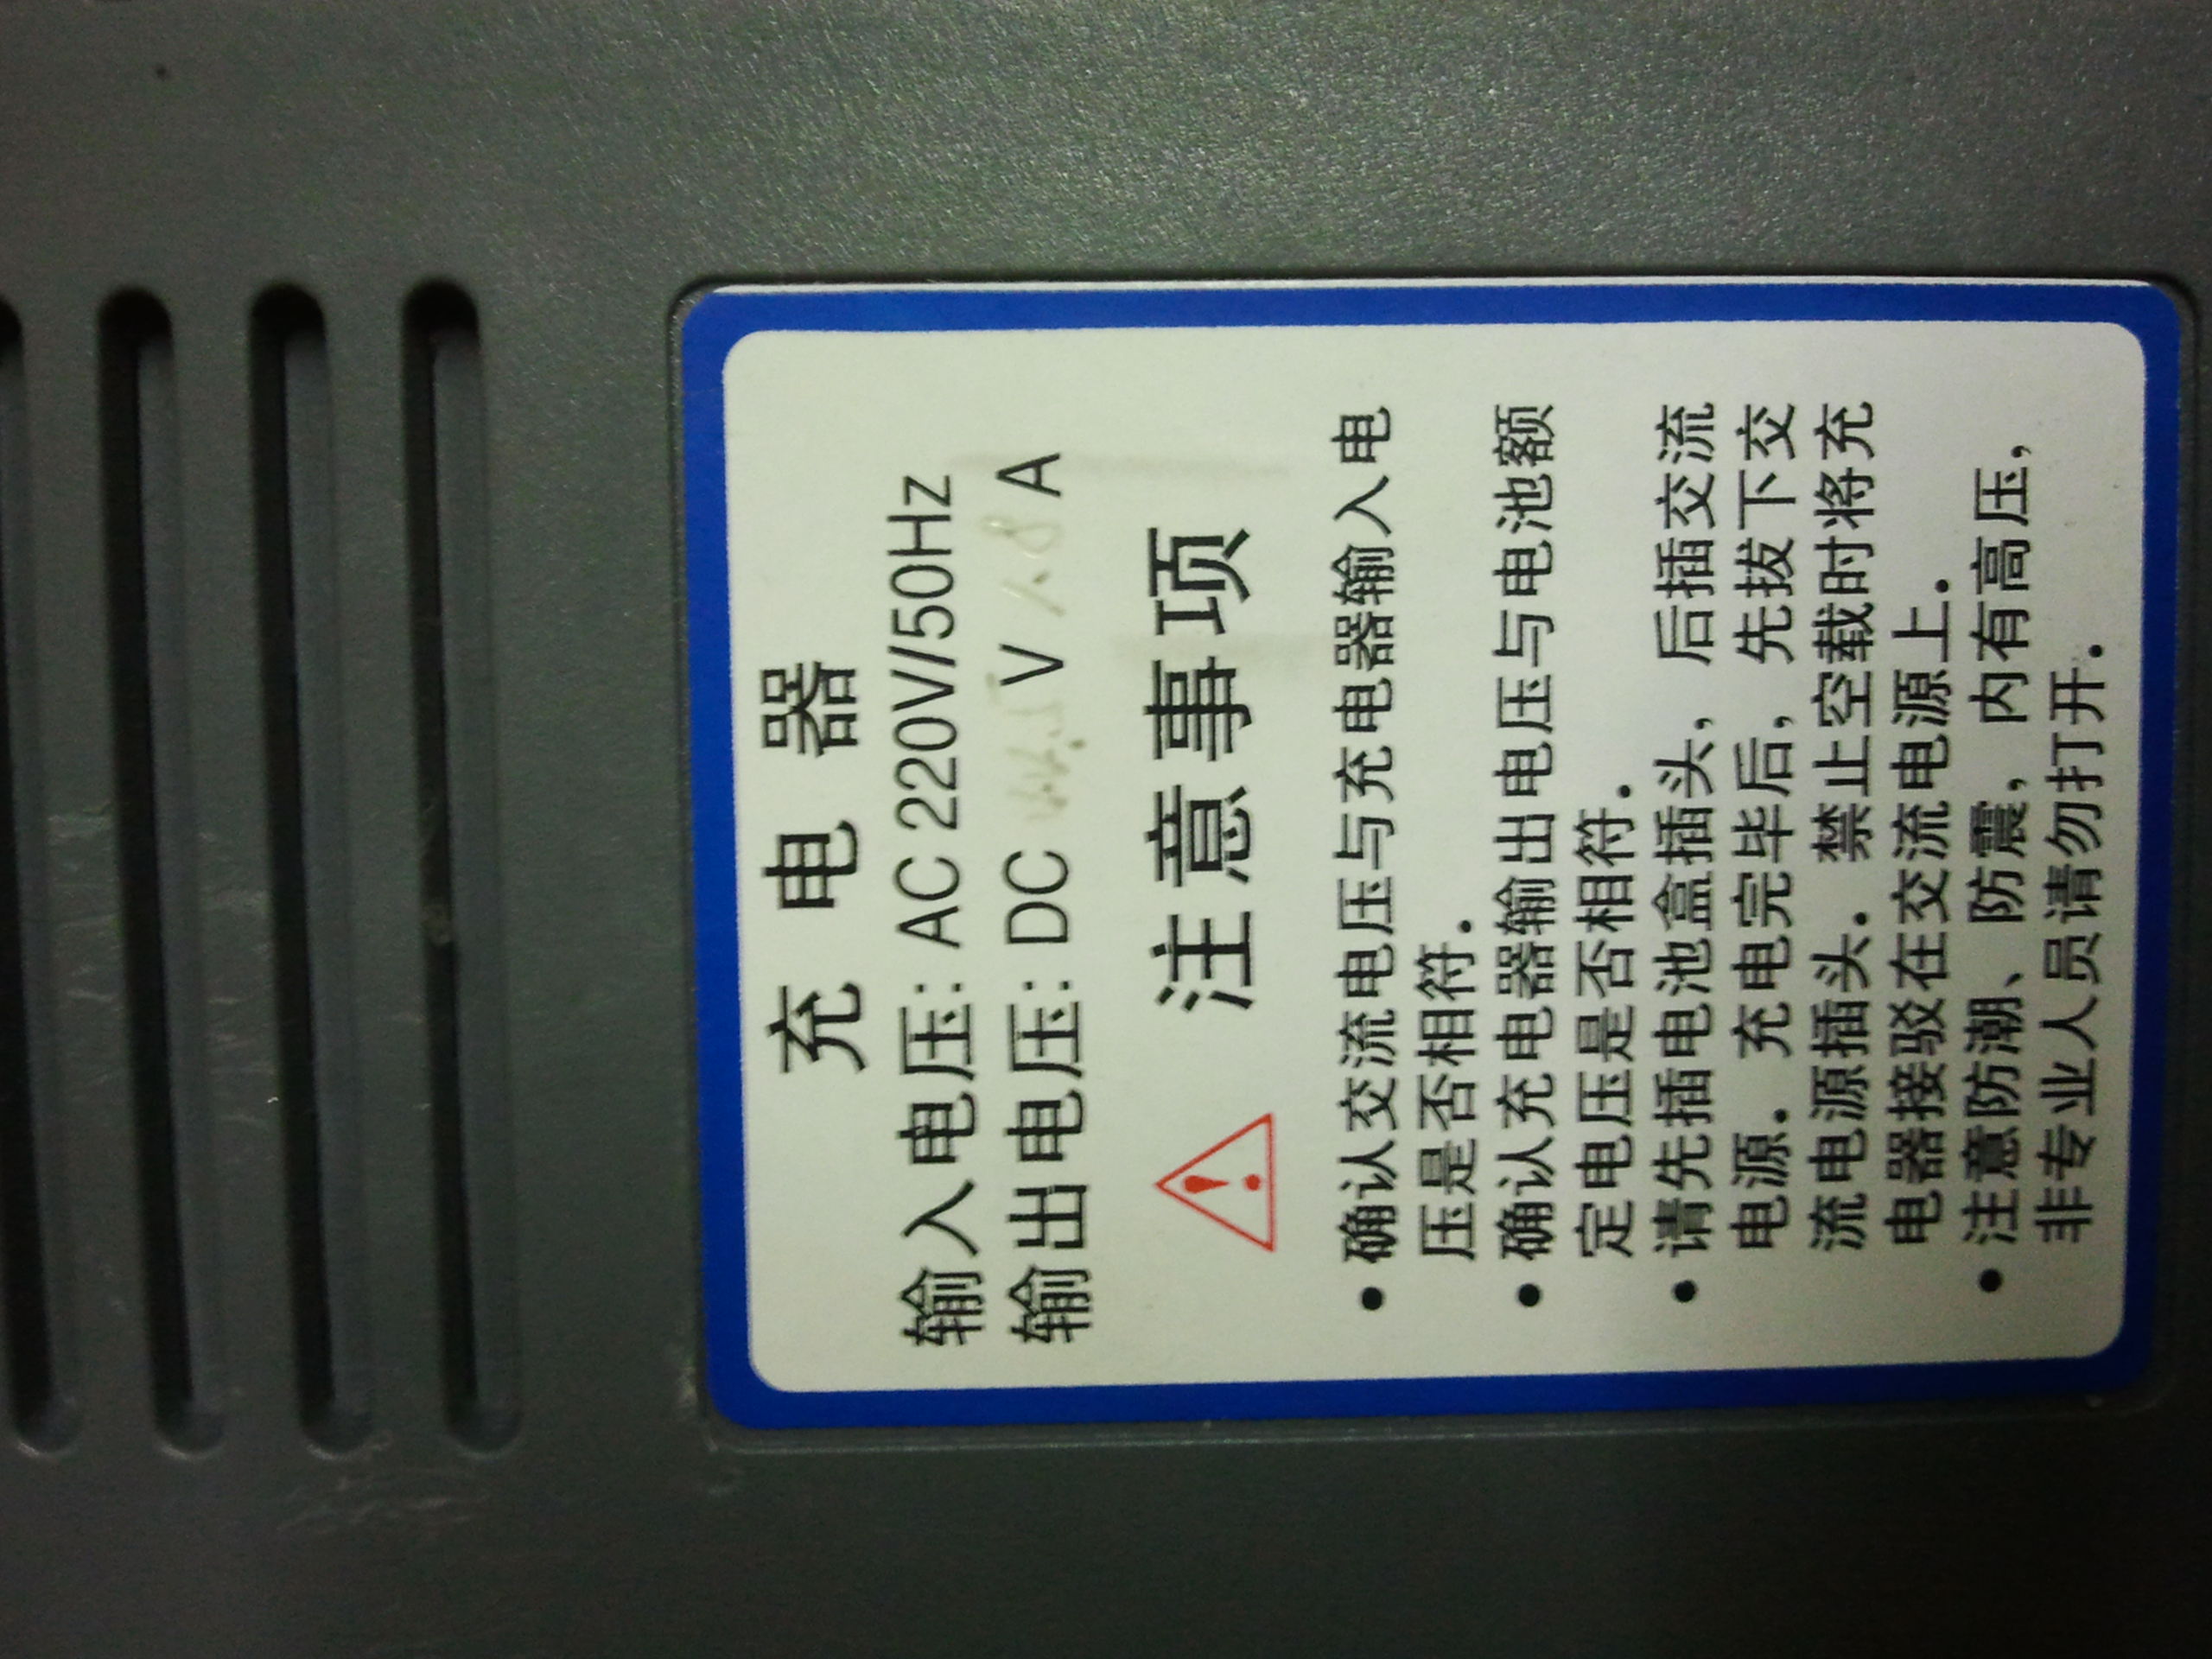 充电器
输入电压: AC 220V/50Hz
输出电压: DC V 1.8 A
注意事项
• 确认交流电压与充电器输入电
压是否相符.
• 确认充电器输出电压与电池额
定电压是否相符.
• 请先插电池盒插头, 后插交流
电源. 充电完毕后, 先拔下交
流电源插头. 禁止空载时将充
电器接驳在交流电源上.
• 注意防潮、防震, 内有高压,
非专业人员请勿打开.